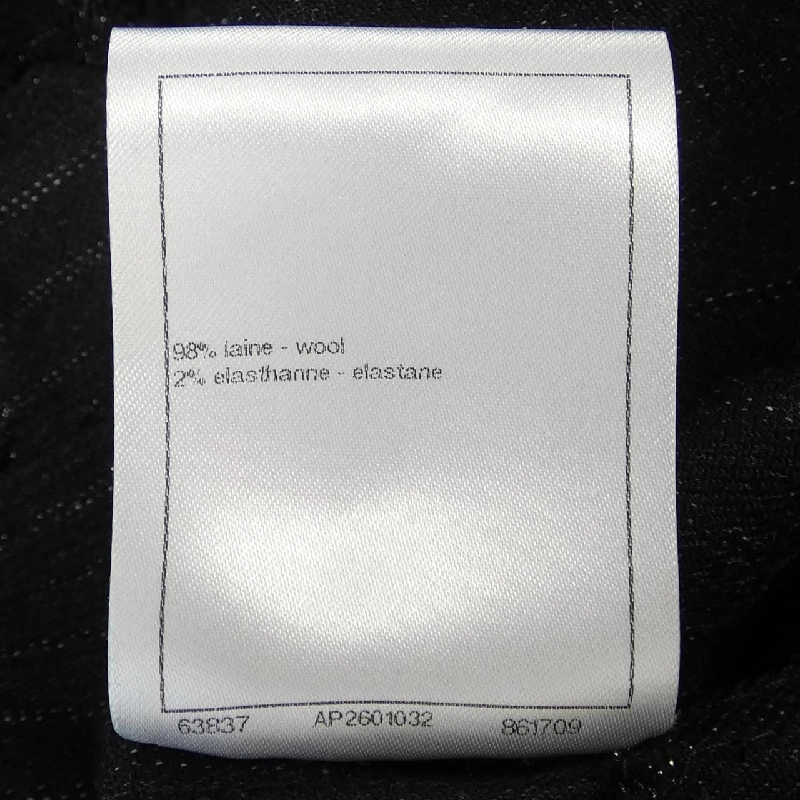 98% laine - wool
2% elasthanne - elastane
63837 AP2601032 861709